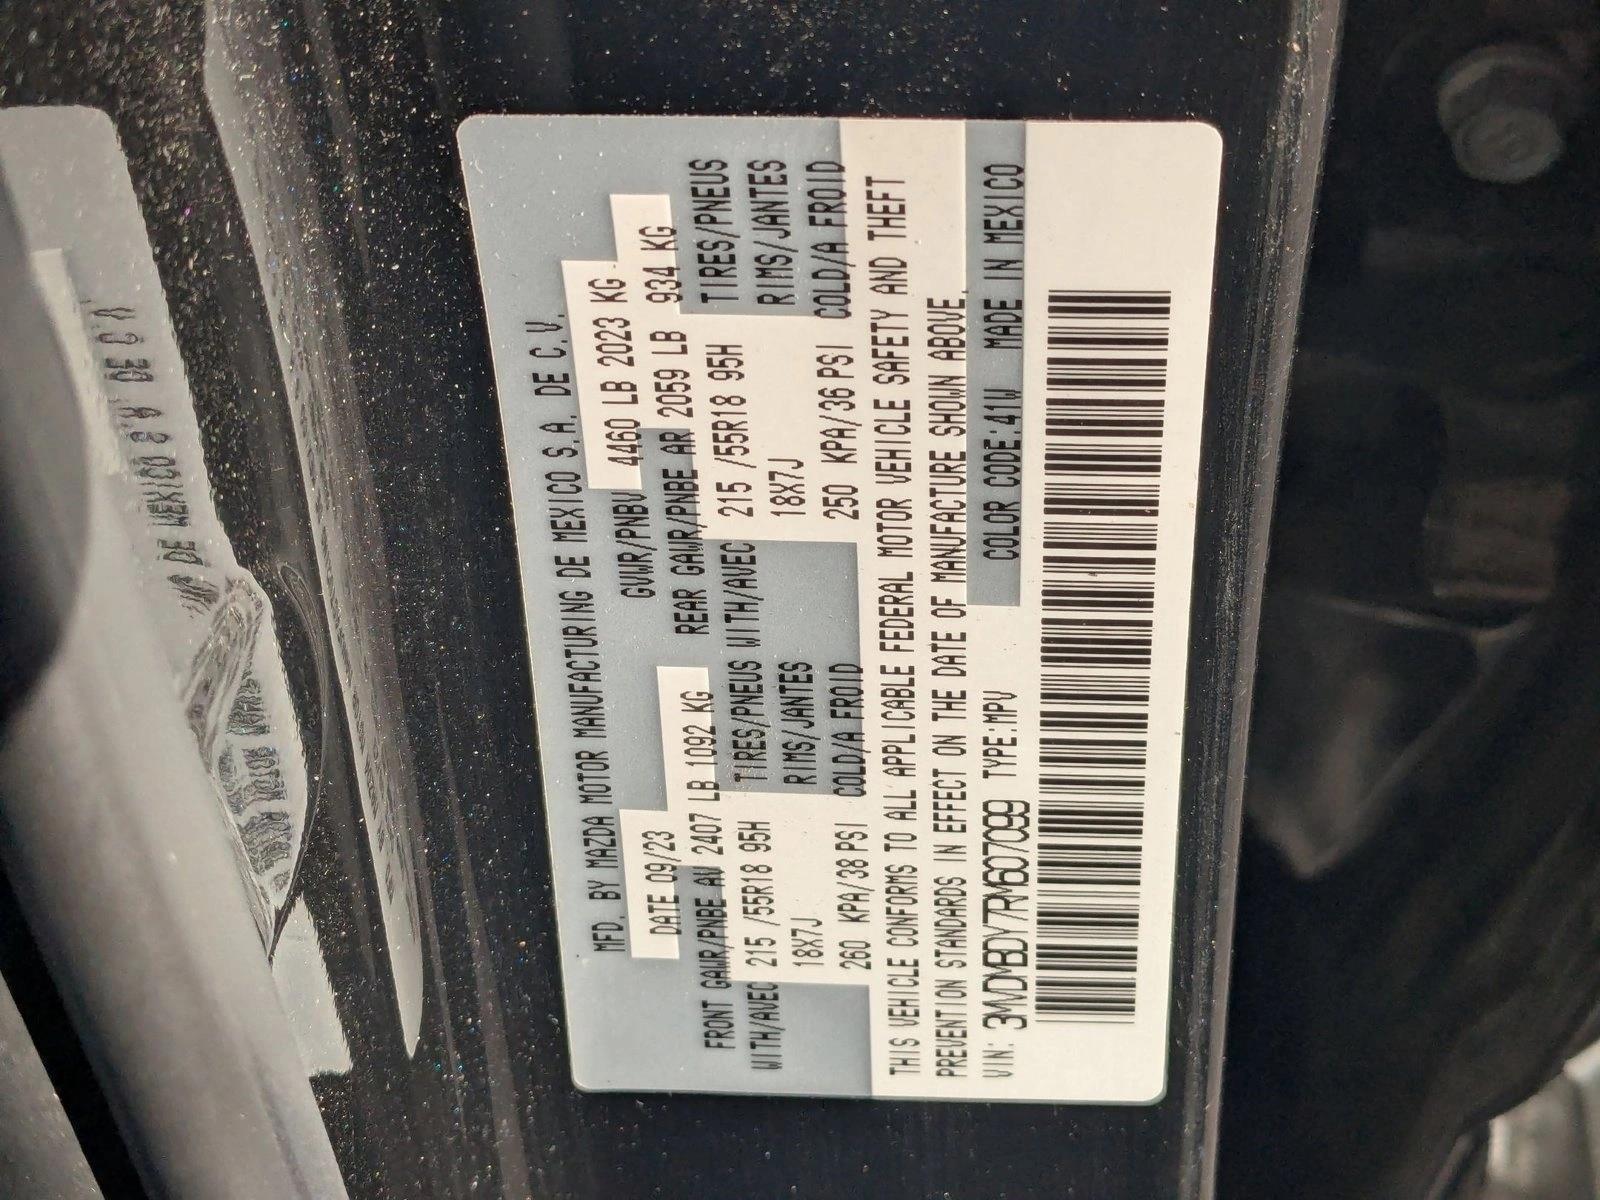 MFD. BY MAZDA MOTOR MANUFACTURING DE MEXICO S.A. DE C.V.
DATE 09/23 GVWR/PNBV 4460 LB 2023 KG
FRONT GAWR/PNBE AV 2407 LB 1092 KG REAR GAWR/PNBE AR 2059 LB 934 KG
WITH/AVEC 215 /55R18 95H TIRES/PNEUS WITH/AVEC 215 /55R18 95H TIRES/PNEUS
18X7J RIMS/JANTES 18X7J RIMS/JANTES
260 KPA/38 PSI COLD/A FROID 250 KPA/36 PSI COLD/A FROID
THIS VEHICLE CONFORMS TO ALL APPLICABLE FEDERAL MOTOR VEHICLE SAFETY AND THEFT
PREVENTION STANDARDS IN EFFECT ON THE DATE OF MANUFACTURE SHOWN ABOVE.
VIN: 3MVDMBDY7RM607099 TYPE:MPV COLOR CODE:41W MADE IN MEXICO